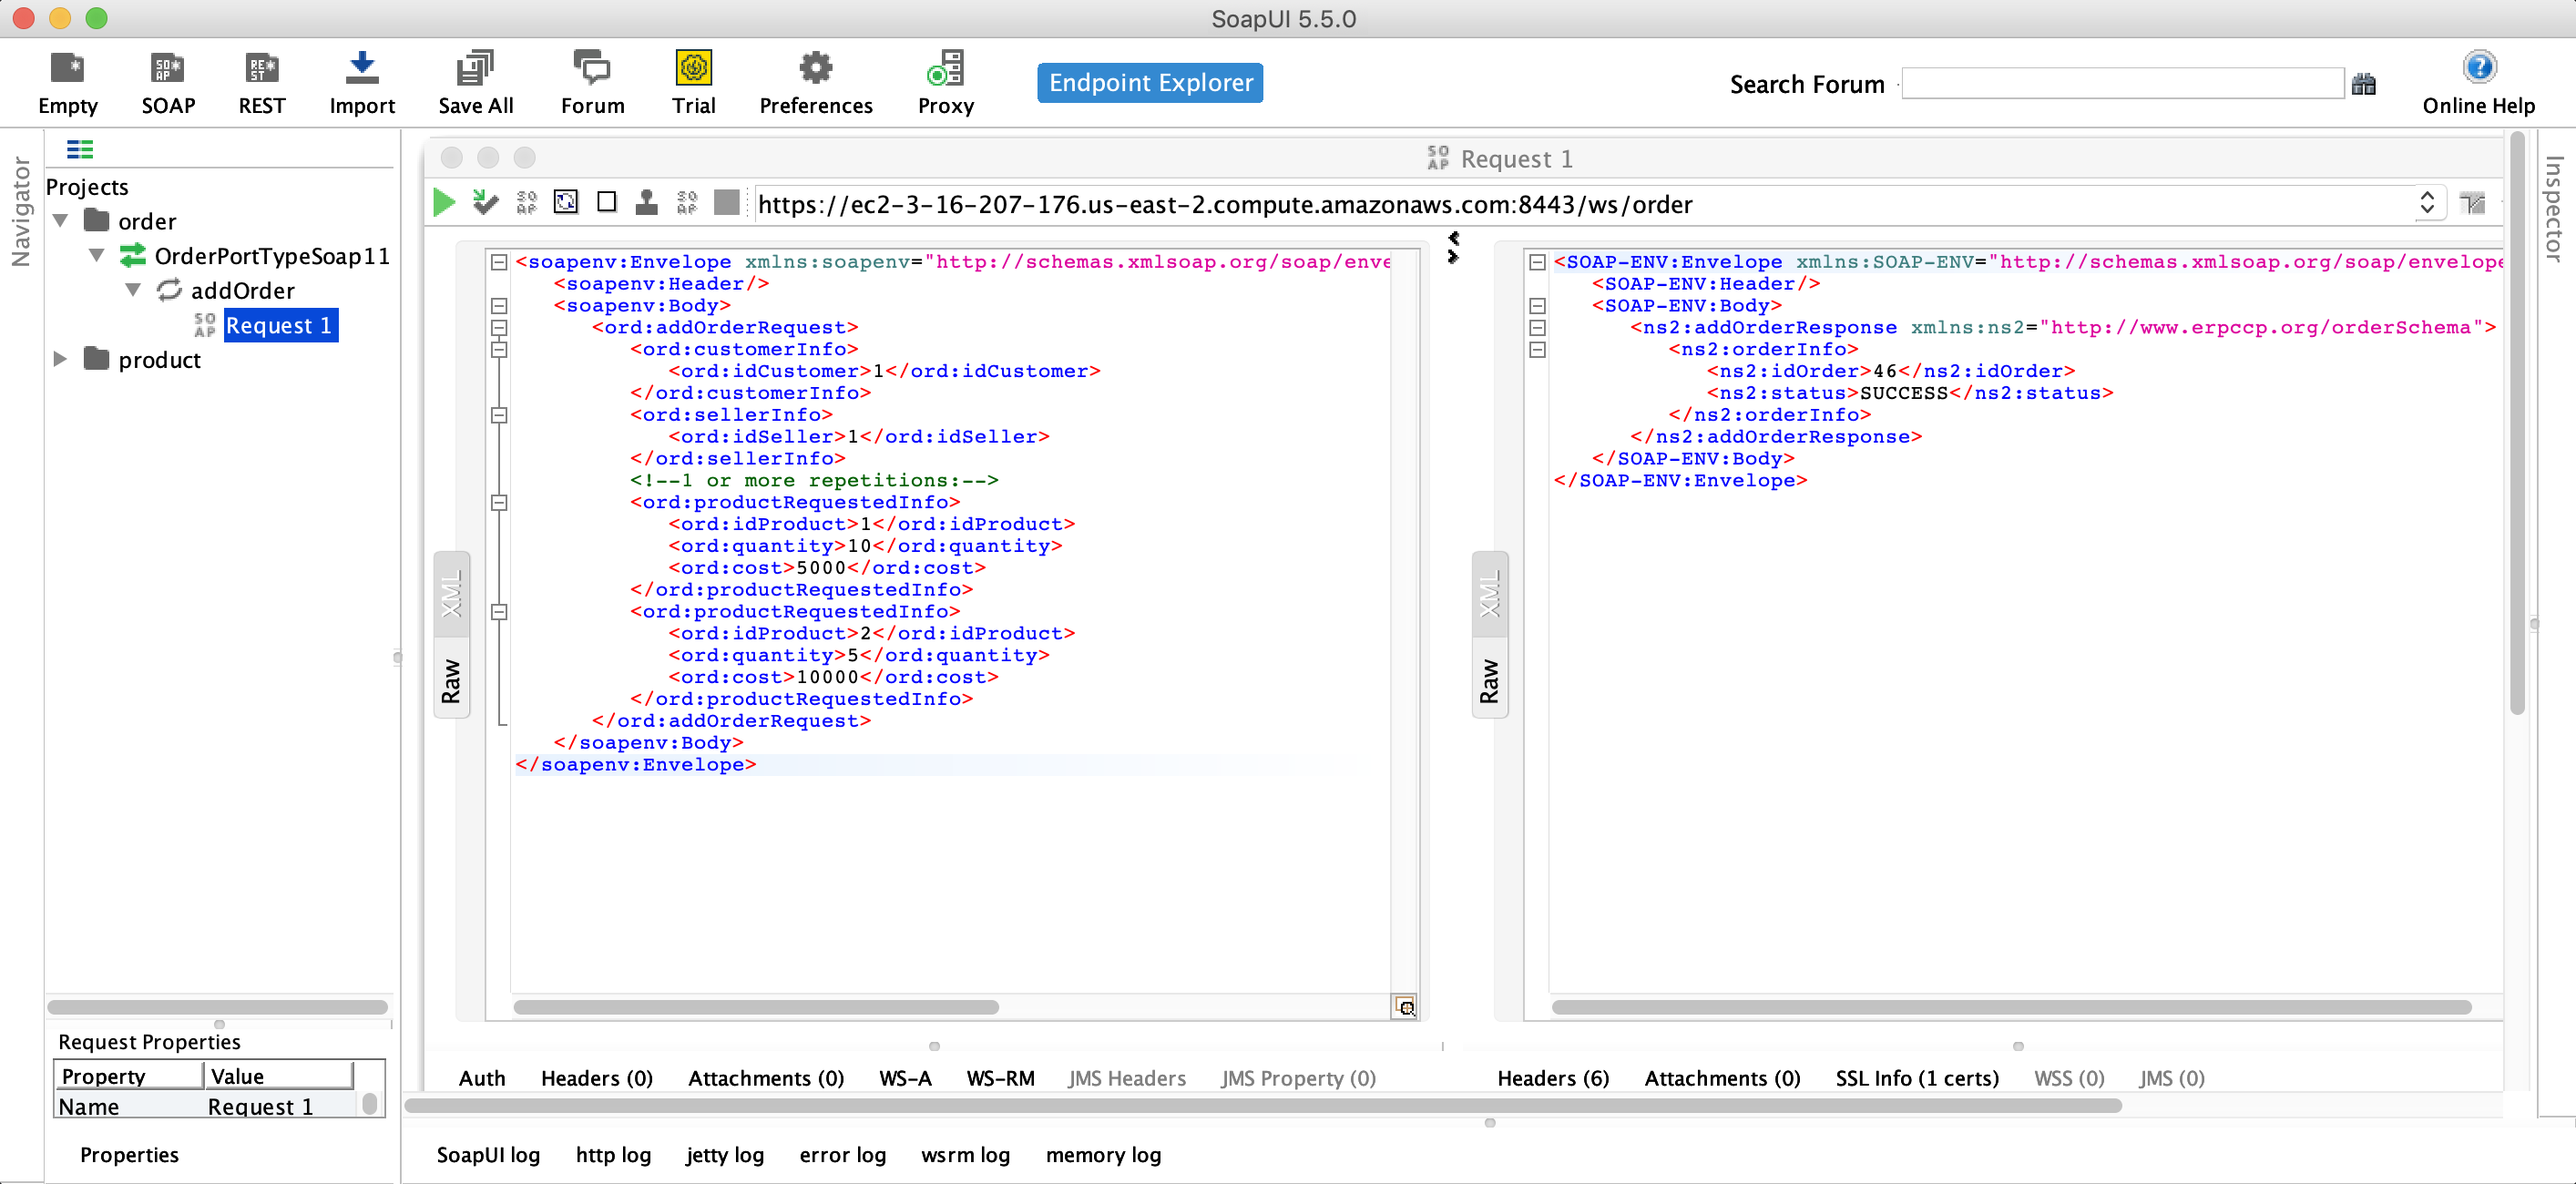 SoapUI 5.5.0
Empty SOAP REST Import Save All Forum Trial Preferences Proxy Endpoint Explorer Search Forum Online Help
Navigator
Projects
order
OrderPortTypeSoap11
addOrder
Request 1
product
Request Properties
Property Value
Name Request 1
Properties
Request 1
https://ec2-3-16-207-176.us-east-2.compute.amazonaws.com:8443/ws/order
XML
Raw
<soapenv:Envelope xmlns:soapenv="http://schemas.xmlsoap.org/soap/enve
<soapenv:Header/>
<soapenv:Body>
<ord:addOrderRequest>
<ord:customerInfo>
<ord:idCustomer>1</ord:idCustomer>
</ord:customerInfo>
<ord:sellerInfo>
<ord:idSeller>1</ord:idSeller>
</ord:sellerInfo>
<!--1 or more repetitions:-->
<ord:productRequestedInfo>
<ord:idProduct>1</ord:idProduct>
<ord:quantity>10</ord:quantity>
<ord:cost>5000</ord:cost>
</ord:productRequestedInfo>
<ord:productRequestedInfo>
<ord:idProduct>2</ord:idProduct>
<ord:quantity>5</ord:quantity>
<ord:cost>10000</ord:cost>
</ord:productRequestedInfo>
</ord:addOrderRequest>
</soapenv:Body>
</soapenv:Envelope>
Auth Headers (0) Attachments (0) WS-A WS-RM JMS Headers JMS Property (0)
XML
Raw
<SOAP-ENV:Envelope xmlns:SOAP-ENV="http://schemas.xmlsoap.org/soap/envelope
<SOAP-ENV:Header/>
<SOAP-ENV:Body>
<ns2:addOrderResponse xmlns:ns2="http://www.erpccp.org/orderSchema">
<ns2:orderInfo>
<ns2:idOrder>46</ns2:idOrder>
<ns2:status>SUCCESS</ns2:status>
</ns2:orderInfo>
</ns2:addOrderResponse>
</SOAP-ENV:Body>
</SOAP-ENV:Envelope>
Headers (6) Attachments (0) SSL Info (1 certs) WSS (0) JMS (0)
SoapUI log http log jetty log error log wsrm log memory log
Inspector